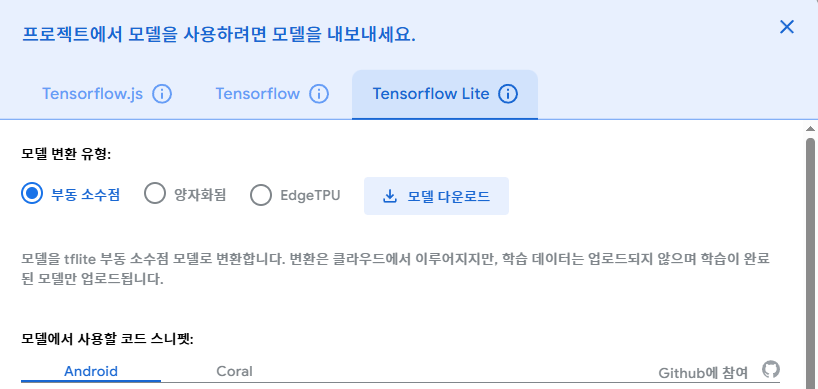 프로젝트에서 모델을 사용하려면 모델을 내보내세요.
Tensorflow.js Tensorflow Tensorflow Lite
모델 변환 유형:
부동 소수점 양자화됨 EdgeTPU 모델 다운로드
모델을 tflite 부동 소수점 모델로 변환합니다. 변환은 클라우드에서 이루어지지만, 학습 데이터는 업로드되지 않으며 학습이 완료
된 모델만 업로드됩니다.
모델에서 사용할 코드 스니펫:
Android Coral Github에 참여